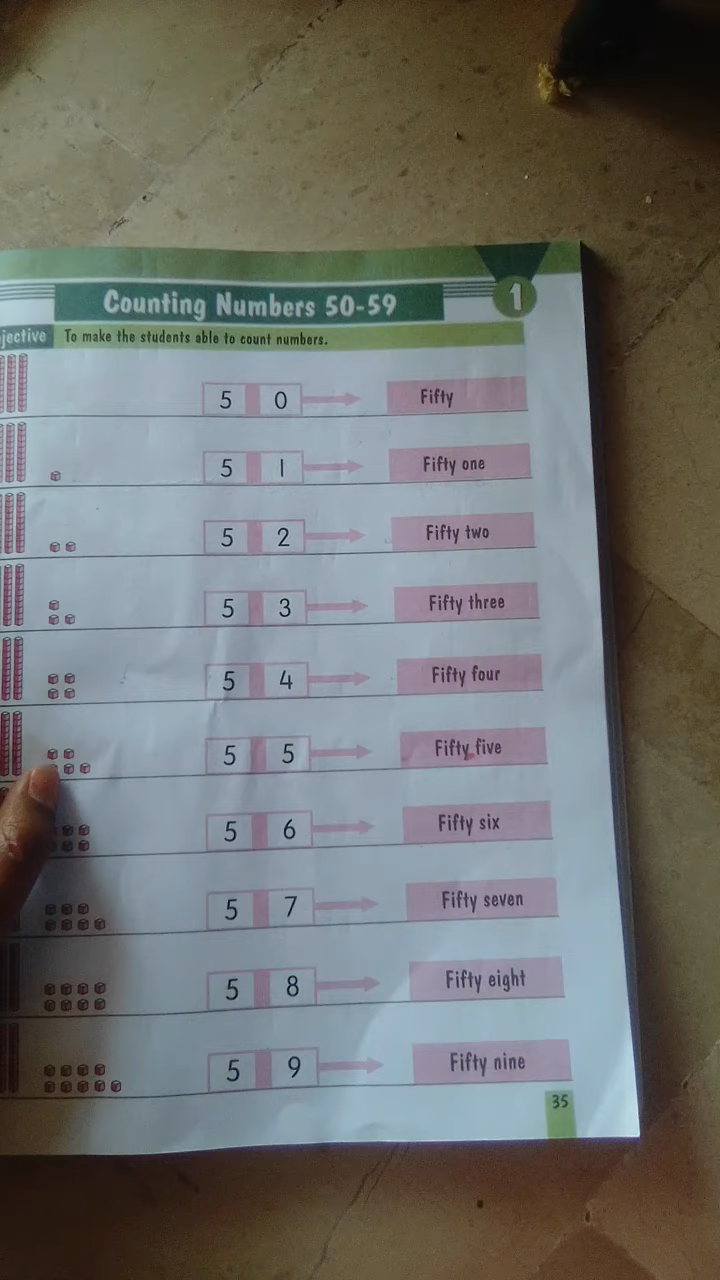 Counting Numbers 50-59
1
jective To make the students able to count numbers.
5 0 Fifty
5 1 Fifty one
5 2 Fifty two
5 3 Fifty three
5 4 Fifty four
5 5 Fifty five
5 6 Fifty six
5 7 Fifty seven
5 8 Fifty eight
5 9 Fifty nine
35